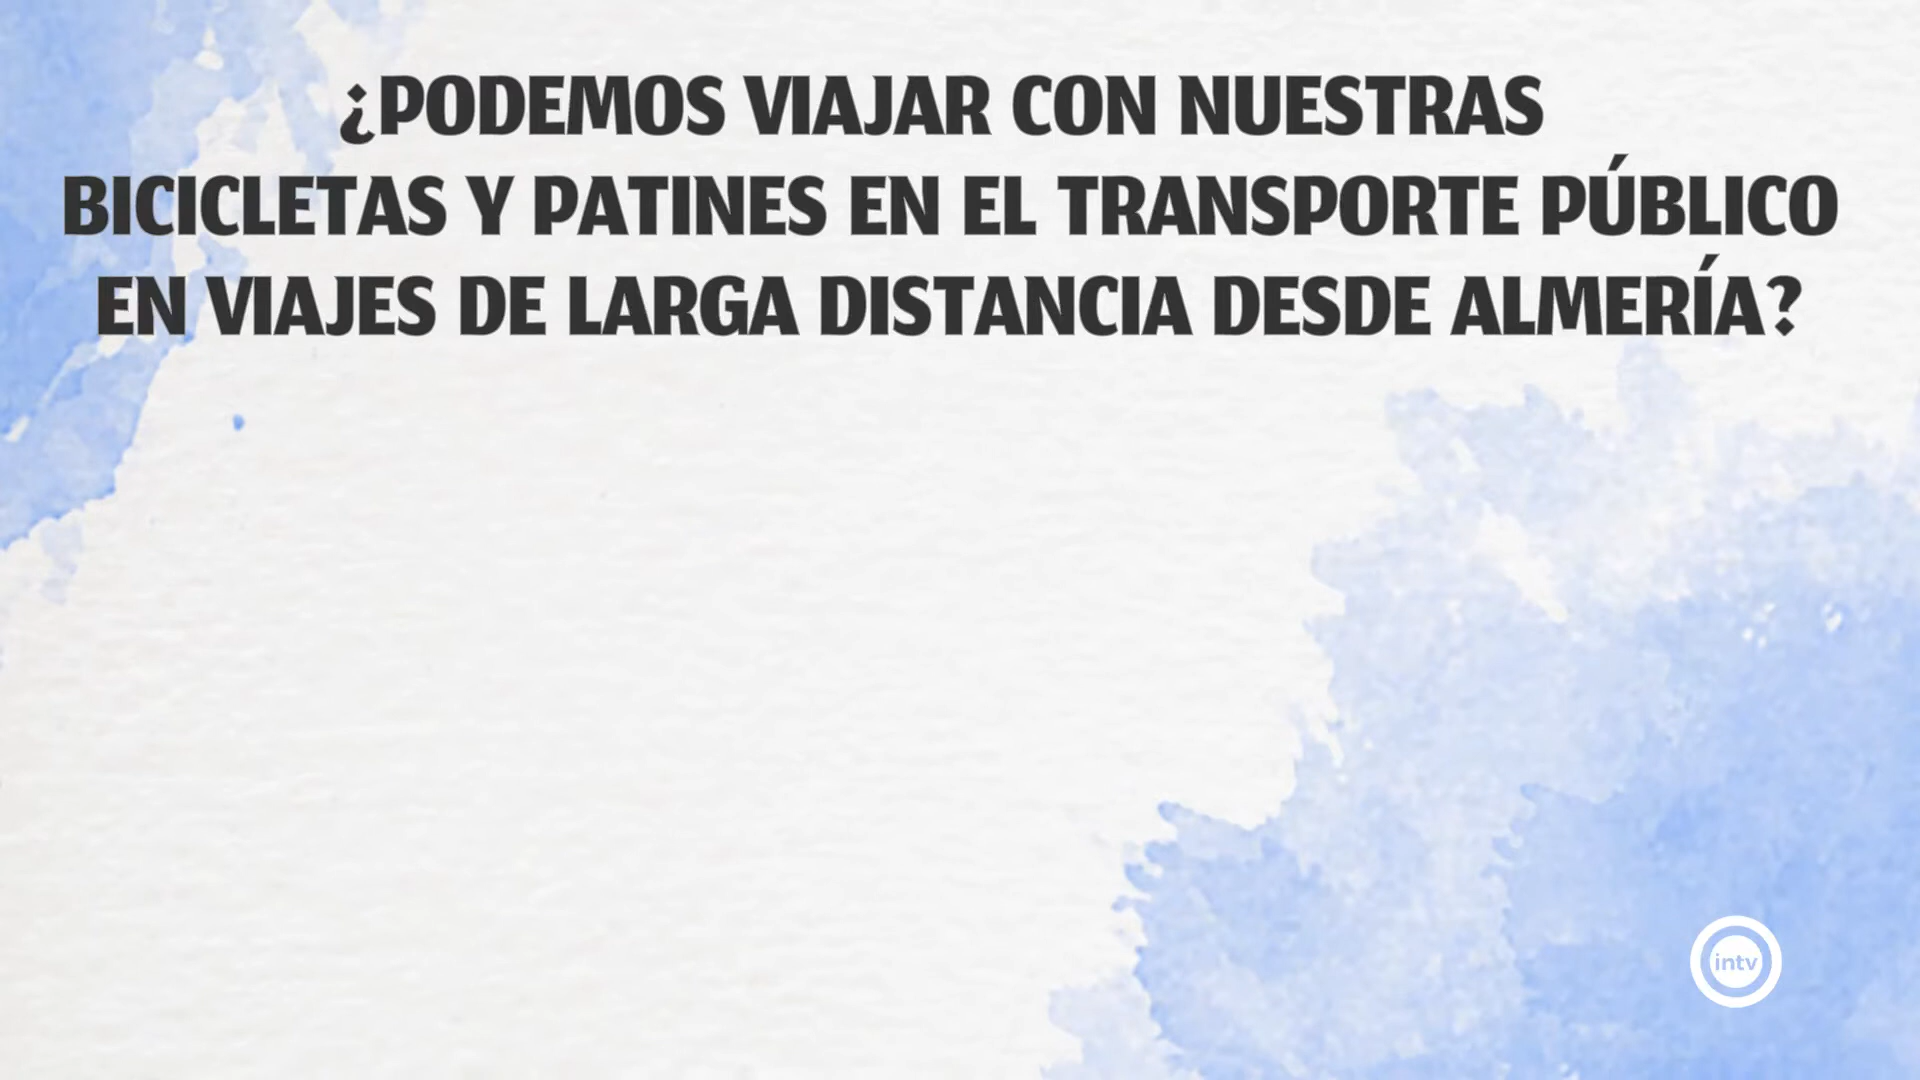 ¿PODEMOS VIAJAR CON NUESTRAS
BICICLETAS Y PATINES EN EL TRANSPORTE PÚBLICO
EN VIAJES DE LARGA DISTANCIA DESDE ALMERÍA?
intv